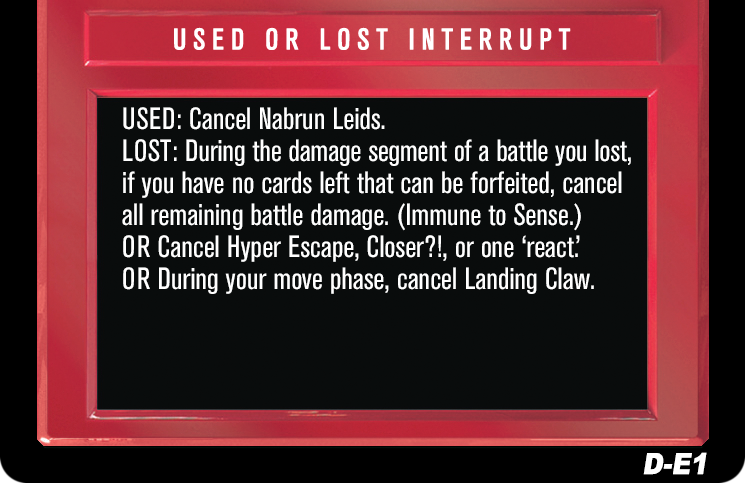 USED OR LOST INTERRUPT
USED: Cancel Nabrun Leids.
LOST: During the damage segment of a battle you lost,
if you have no cards left that can be forfeited, cancel
all remaining battle damage. (Immune to Sense.)
OR Cancel Hyper Escape, Closer?!, or one ‘react.’
OR During your move phase, cancel Landing Claw.
D-E1